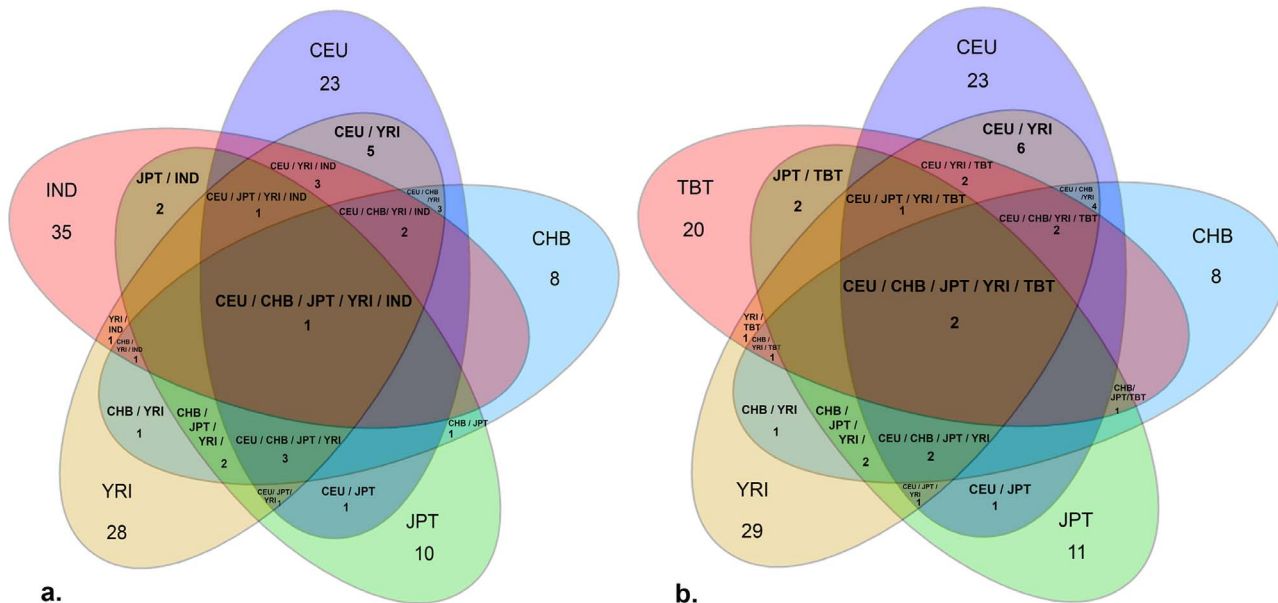 CEU
23
CEU / YRI
5
IND
35
JPT / IND
2
CEU / YRI / IND
3
CEU / JPT / YRI / IND
1
CEU / CHB
/YRI
3
CEU / CHB/ YRI / IND
2
CHB
8
CEU / CHB / JPT / YRI / IND
1
YRI /
IND
1
CHB /
YRI / IND
1
CHB / YRI
1
CHB /
JPT /
YRI /
2
CEU / CHB / JPT / YRI
3
CHB / JPT
1
CEU/ JPT/
YRI 1
CEU / JPT
1
YRI
28
JPT
10
a.
CEU
23
CEU / YRI
6
TBT
20
JPT / TBT
2
CEU / YRI / TBT
2
CEU / JPT / YRI / TBT
1
CEU / CHB
/YRI
4
CEU / CHB/ YRI / TBT
2
CHB
8
CEU / CHB / JPT / YRI / TBT
2
YRI /
TBT
1
CHB /
YRI / TBT
1
CHB/
JPT/TBT
1
CHB / YRI
1
CHB /
JPT /
YRI /
2
CEU / CHB / JPT / YRI
2
CEU / JPT /
YRI
1
CEU / JPT
1
YRI
29
JPT
11
b.